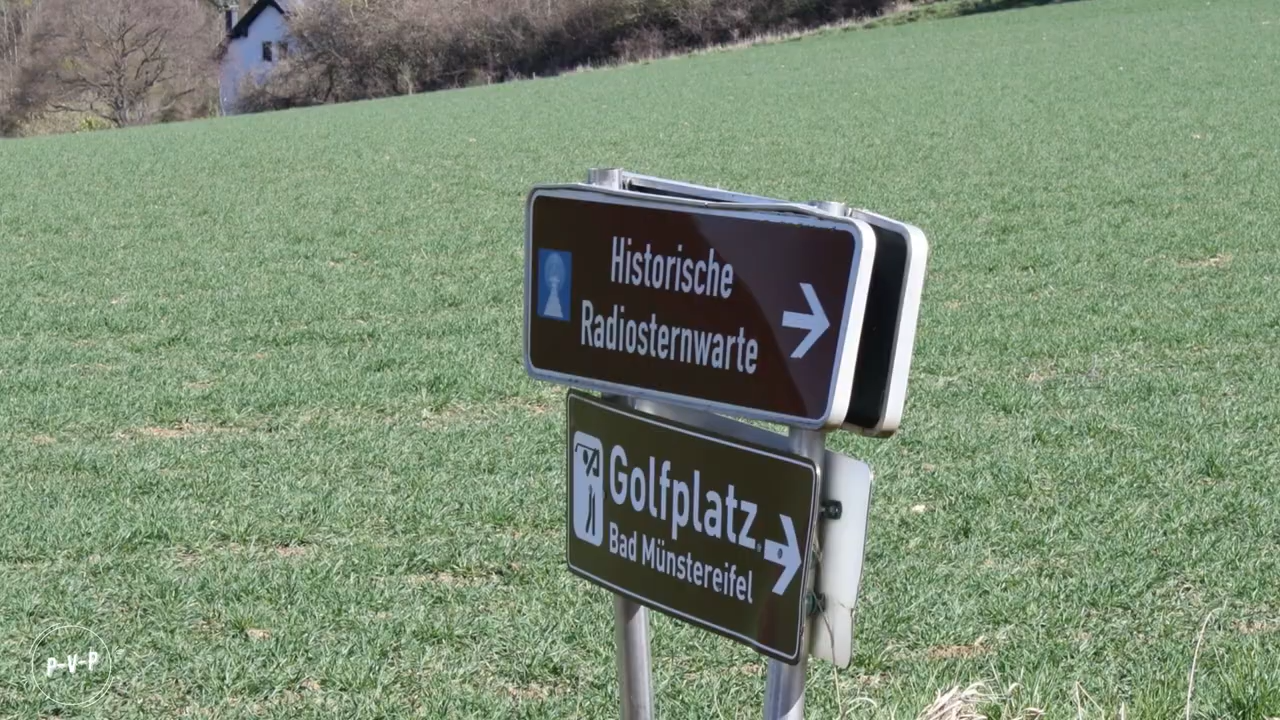 Historische
Radiosternwarte
Golfplatz
Bad Münstereifel
P-V-P